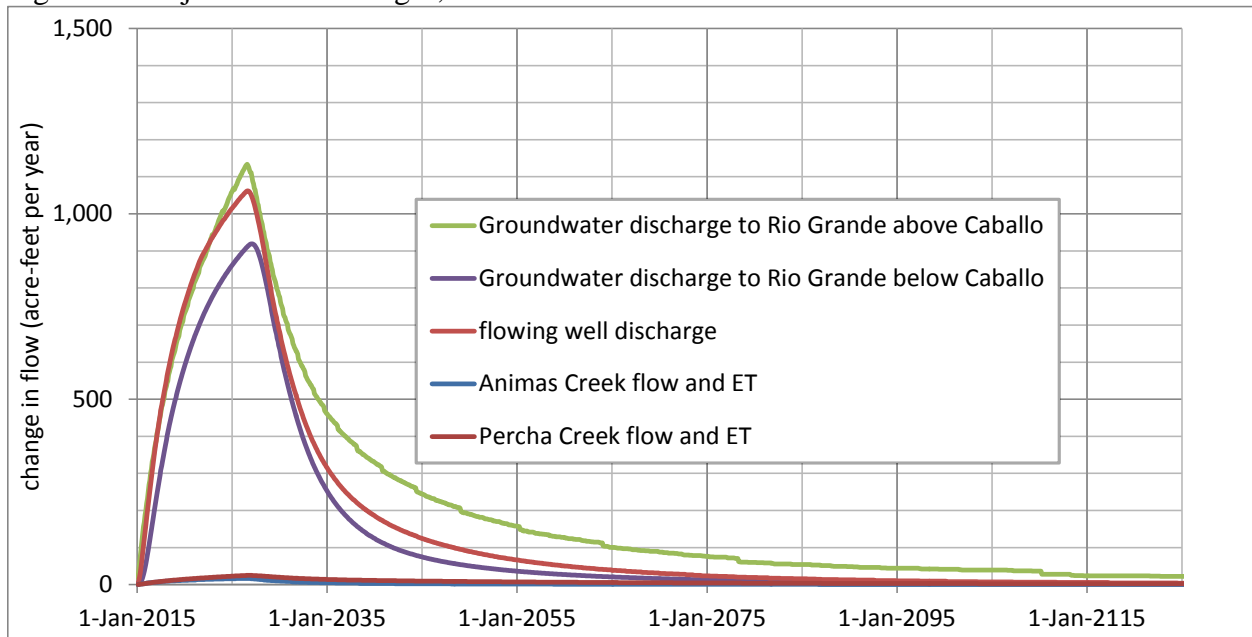 1,500
1,000
500
0
change in flow (acre-feet per year)
Groundwater discharge to Rio Grande above Caballo
Groundwater discharge to Rio Grande below Caballo
flowing well discharge
Animas Creek flow and ET
Percha Creek flow and ET
1-Jan-2015 1-Jan-2035 1-Jan-2055 1-Jan-2075 1-Jan-2095 1-Jan-2115